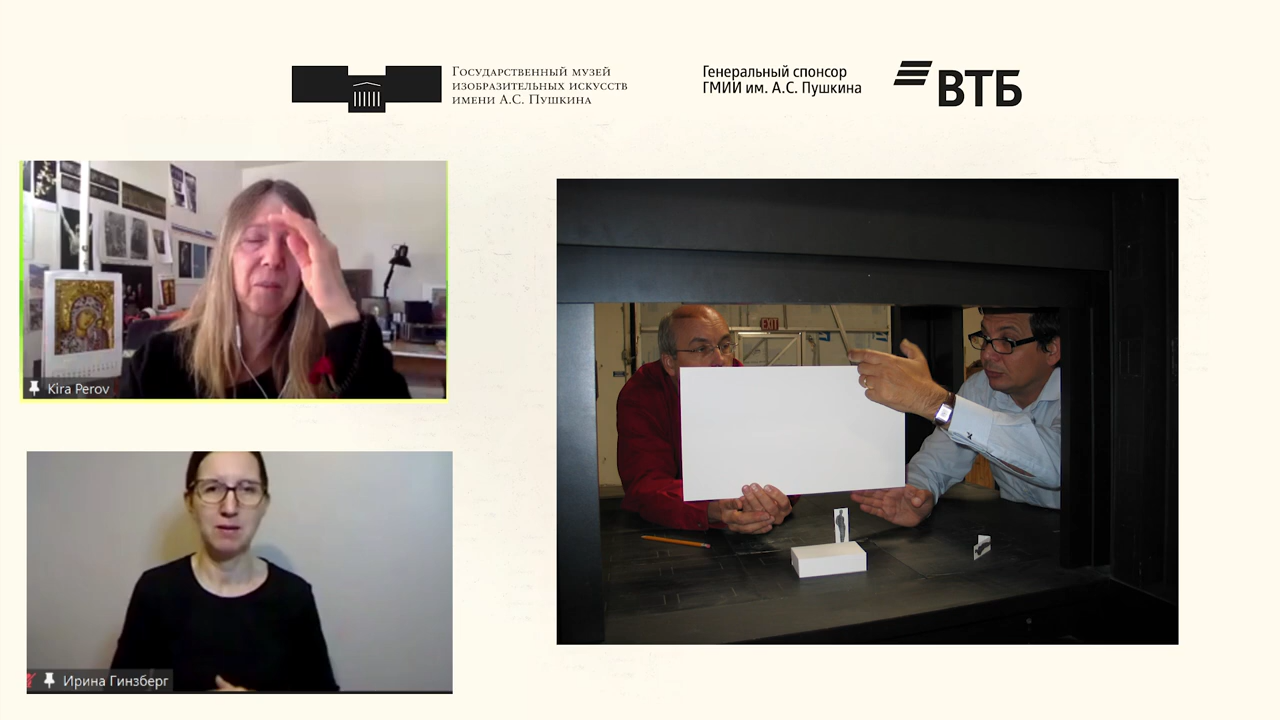 Государственный музей
изобразительных искусств
имени А.С. Пушкина
Генеральный спонсор
ГМИИ им. А.С. Пушкина
ВТБ
Kira Perov
EXIT
Ирина Гинзберг